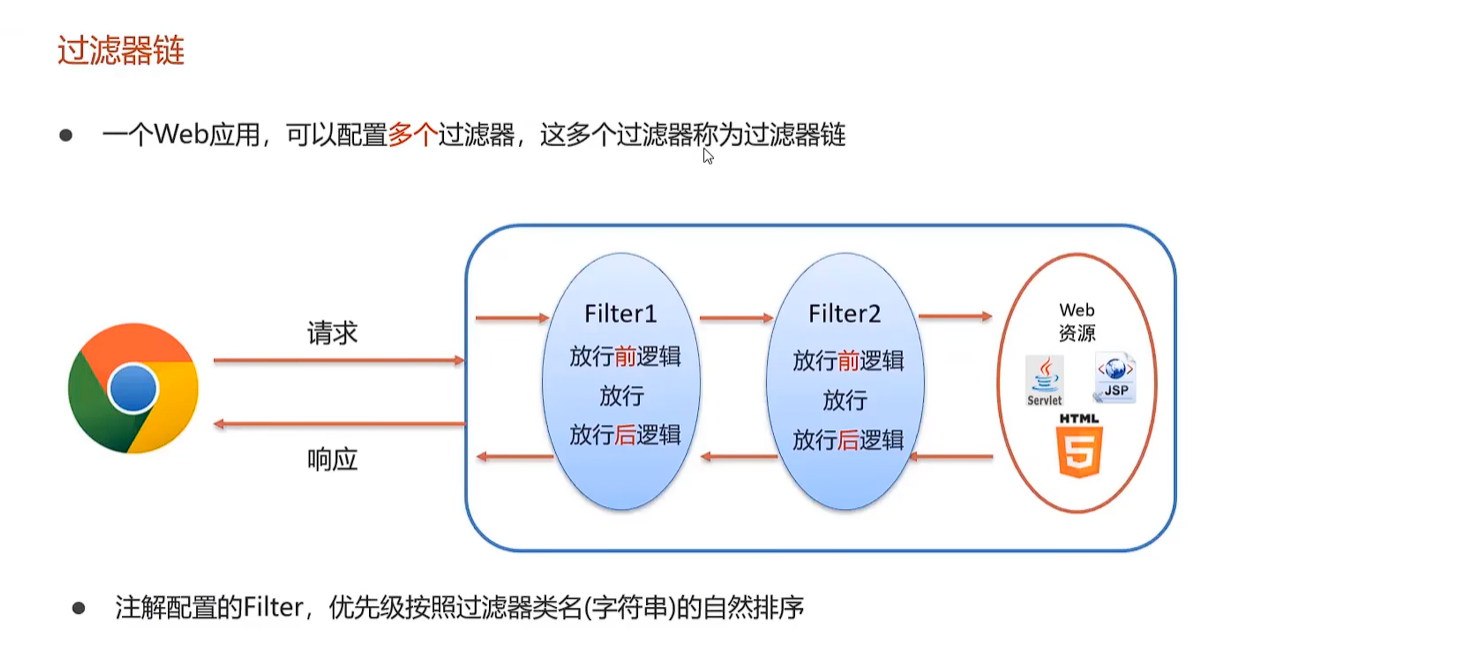 过滤器链
一个Web应用，可以配置多个过滤器，这多个过滤器称为过滤器链
请求
响应
Filter1
放行前逻辑
放行
放行后逻辑
Filter2
放行前逻辑
放行
放行后逻辑
Web
资源
Servlet
JSP
HTML
5
注解配置的Filter，优先级按照过滤器类名(字符串)的自然排序